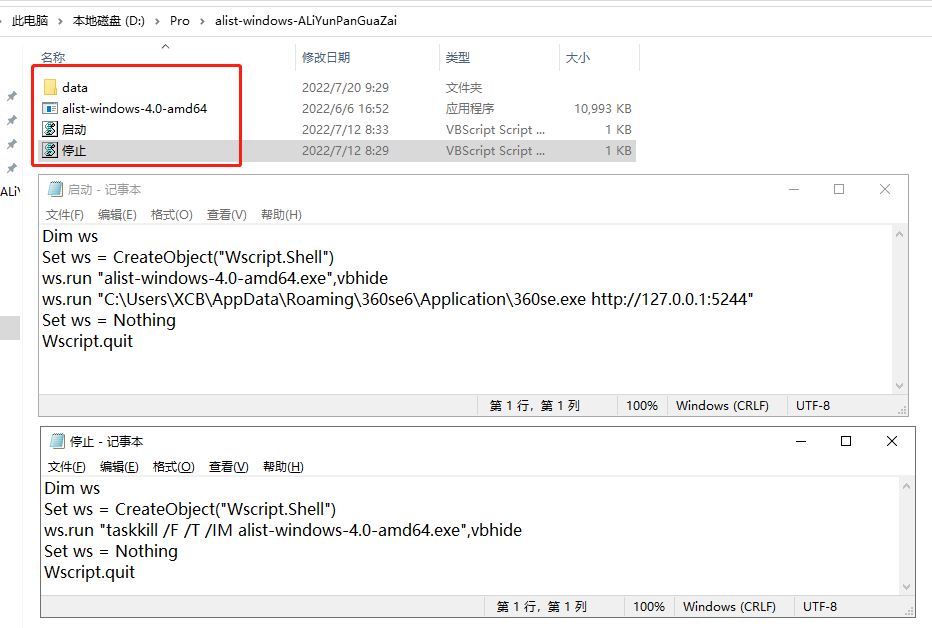 此电脑 › 本地磁盘 (D:) › Pro › alist-windows-ALiYunPanGuaZai
名称 修改日期 类型 大小
data 2022/7/20 9:29 文件夹
alist-windows-4.0-amd64 2022/6/6 16:52 应用程序 10,993 KB
启动 2022/7/12 8:33 VBScript Script ... 1 KB
停止 2022/7/12 8:29 VBScript Script ... 1 KB
ALiY
启动 - 记事本
文件(F) 编辑(E) 格式(O) 查看(V) 帮助(H)
Dim ws
Set ws = CreateObject("Wscript.Shell")
ws.run "alist-windows-4.0-amd64.exe",vbhide
ws.run "C:\Users\XCB\AppData\Roaming\360se6\Application\360se.exe http://127.0.0.1:5244"
Set ws = Nothing
Wscript.quit
第 1 行，第 1 列 100% Windows (CRLF) UTF-8
停止 - 记事本
文件(F) 编辑(E) 格式(O) 查看(V) 帮助(H)
Dim ws
Set ws = CreateObject("Wscript.Shell")
ws.run "taskkill /F /T /IM alist-windows-4.0-amd64.exe",vbhide
Set ws = Nothing
Wscript.quit
第 1 行，第 1 列 100% Windows (CRLF) UTF-8